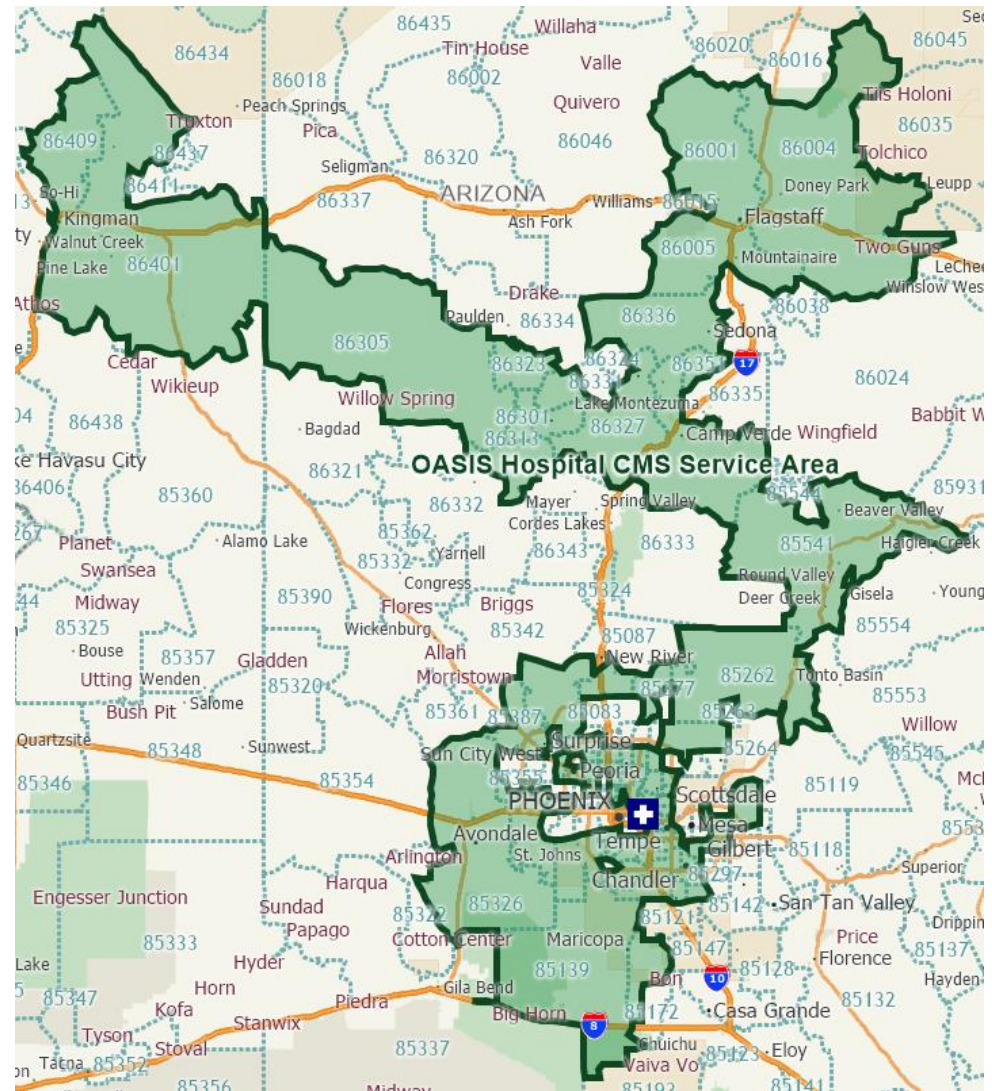 86435
Willaha
86434
Tin House
86020
86045
86002
Valle
86016
86018
Peach Springs
Quivero
Tiis Holoni
Truxton
Pica
86035
86409
86046
86001
86004
86437
86320
Tolchico
Seligman
86411
Doney Park
Leupp
So-Hi
86337
ARIZONA
Williams
86015
Kingman
Ash Fork
Flagstaff
Walnut Creek
86005
Two Guns
Pine Lake
86401
Mountainaire
LeChee
Athos
Drake
Winslow West
Paulden
86334
86336
86038
Sedona
86305
86323
86324
Cedar
86351
17
Wikieup
86331
86335
86024
Willow Spring
Lake Montezuma
86438
86301
86327
Babbit W
Bagdad
86313
Camp Verde
Wingfield
ke Havasu City
86321
OASIS Hospital CMS Service Area
86406
85360
86332
Mayer
Spring Valley
85544
85931
Beaver Valley
Planet
Alamo Lake
85362
Cordes Lakes
Yarnell
86343
86333
85541
Haigler Creek
85332
Swansea
Congress
Round Valley
Midway
85390
Flores
Briggs
85324
Deer Creek
Gisela
Young
85325
Wickenburg
85342
85087
85554
Bouse
85357
Gladden
Allah
New River
Utting
Wenden
85320
Morristown
85262
Tonto Basin
Salome
85377
85553
Bush Pit
85361
85387
85083
85263
Willow
Quartzsite
85348
Sunwest
Sun City West
Surprise
85264
85545
85346
85354
85355
Peoria
85119
PHOENIX
Scottsdale
Avondale
Tempe
Mesa
Gilbert
85118
Arlington
St. Johns
Superior
Harqua
Chandler
85297
Engesser Junction
85326
85142
San Tan Valley
Sundad
85322
85121
Papago
Cotton Center
Maricopa
85147
Price
85137
85333
Florence
Hyder
85139
Bon
85128
Hayden
85347
Horn
Gila Bend
10
85132
Kofa
Piedra
Big Horn
85172
Casa Grande
Tyson
Stanwix
8
Stoval
Chuichu
Tacna
85352
85337
Vaiva Vo
85123
Eloy
85356
Midway
85193
85141